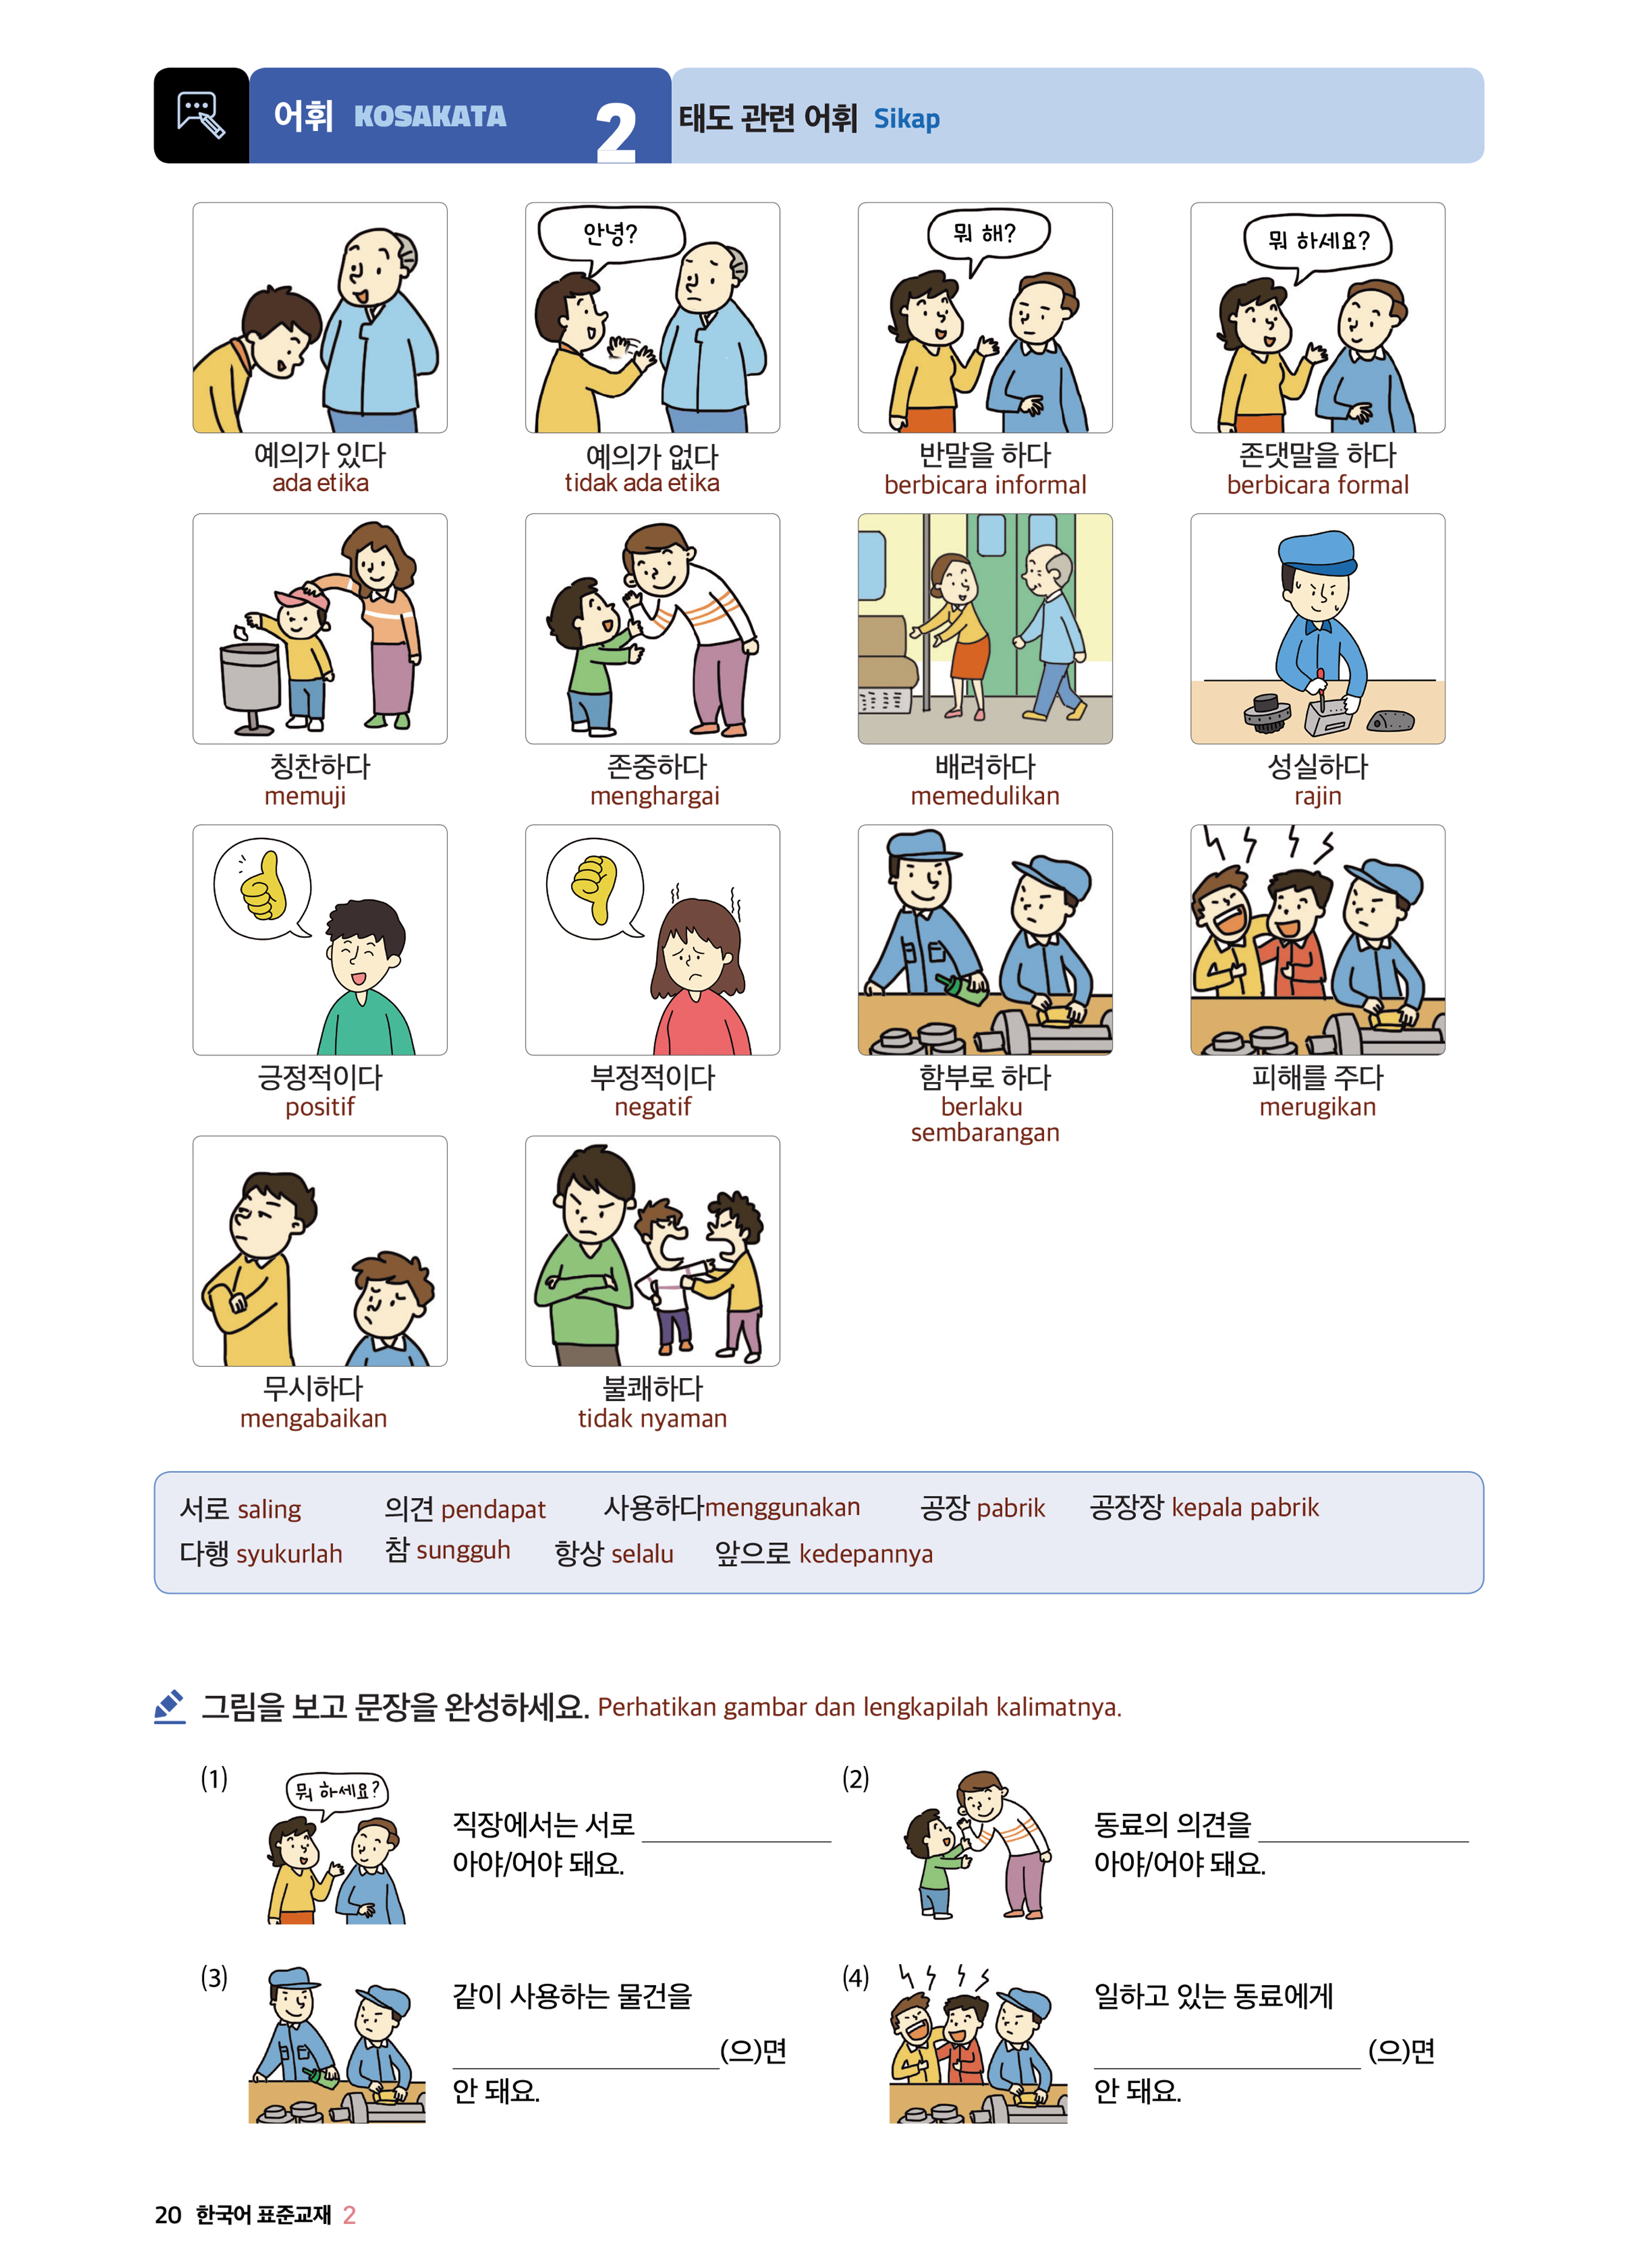 어휘 KOSAKATA 2 태도 관련 어휘 Sikap
안녕?
뭐 해?
뭐 하세요?
예의가 있다
ada etika
예의가 없다
tidak ada etika
반말을 하다
berbicara informal
존댓말을 하다
berbicara formal
칭찬하다
memuji
존중하다
menghargai
배려하다
memedulikan
성실하다
rajin
긍정적이다
positif
부정적이다
negatif
함부로 하다
berlaku
sembarangan
피해를 주다
merugikan
무시하다
mengabaikan
불쾌하다
tidak nyaman
서로 saling 의견 pendapat 사용하다menggunakan 공장 pabrik 공장장 kepala pabrik
다행 syukurlah 참 sungguh 항상 selalu 앞으로 kedepannya
그림을 보고 문장을 완성하세요. Perhatikan gambar dan lengkapilah kalimatnya.
(1)
뭐 하세요?
직장에서는 서로 ____________
아야/어야 돼요.
(2)
동료의 의견을 ____________
아야/어야 돼요.
(3)
같이 사용하는 물건을
____________(으)면
안 돼요.
(4)
일하고 있는 동료에게
____________ (으)면
안 돼요.
20 한국어 표준교재 2